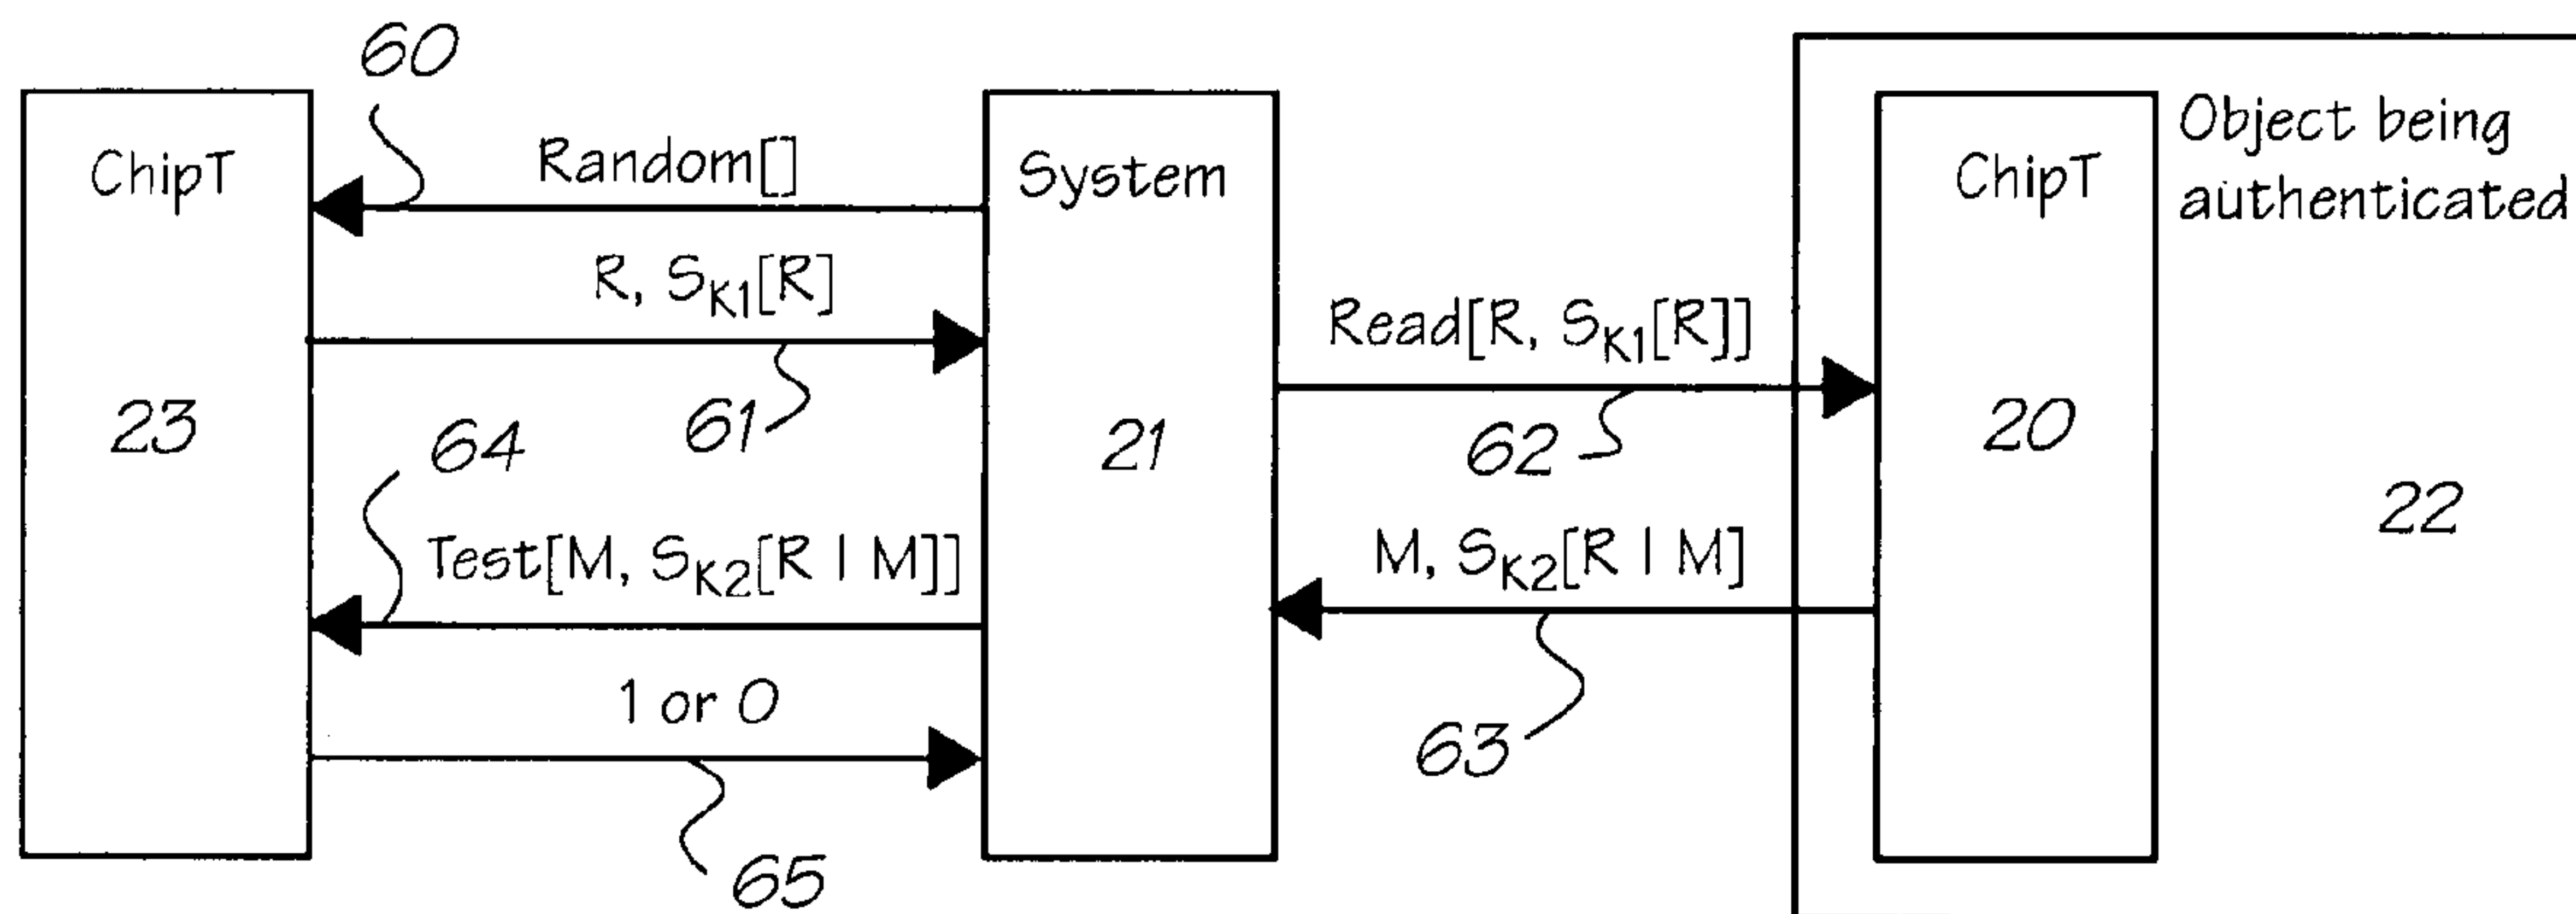 60
ChipT
23
Random[]
R, SK1[R]
61
64
Test[M, SK2[R | M]]
1 or 0
65
System
21
Read[R, SK1[R]]
62
M, SK2[R | M]
63
ChipT
20
Object being
authenticated
22